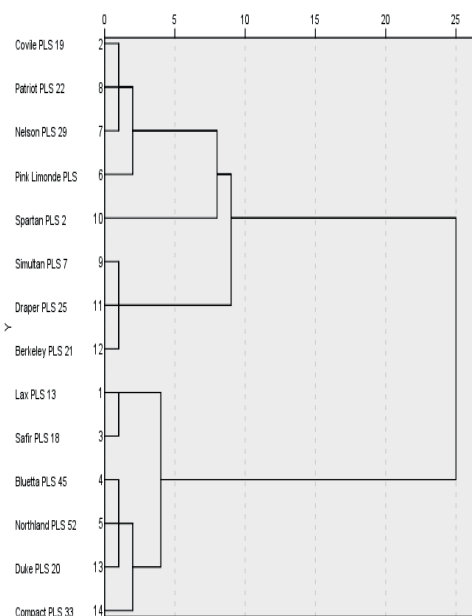 0 5 10 15 20 25
Covile PLS 19 2
Patriot PLS 22 8
Nelson PLS 29 7
Pink Limonde PLS 6
Spartan PLS 2 10
Simultan PLS 7 9
Draper PLS 25 11
Y
Berkeley PLS 21 12
Lax PLS 13 1
Safir PLS 18 3
Bluetta PLS 45 4
Northland PLS 52 5
Duke PLS 20 13
Compact PLS 33 14